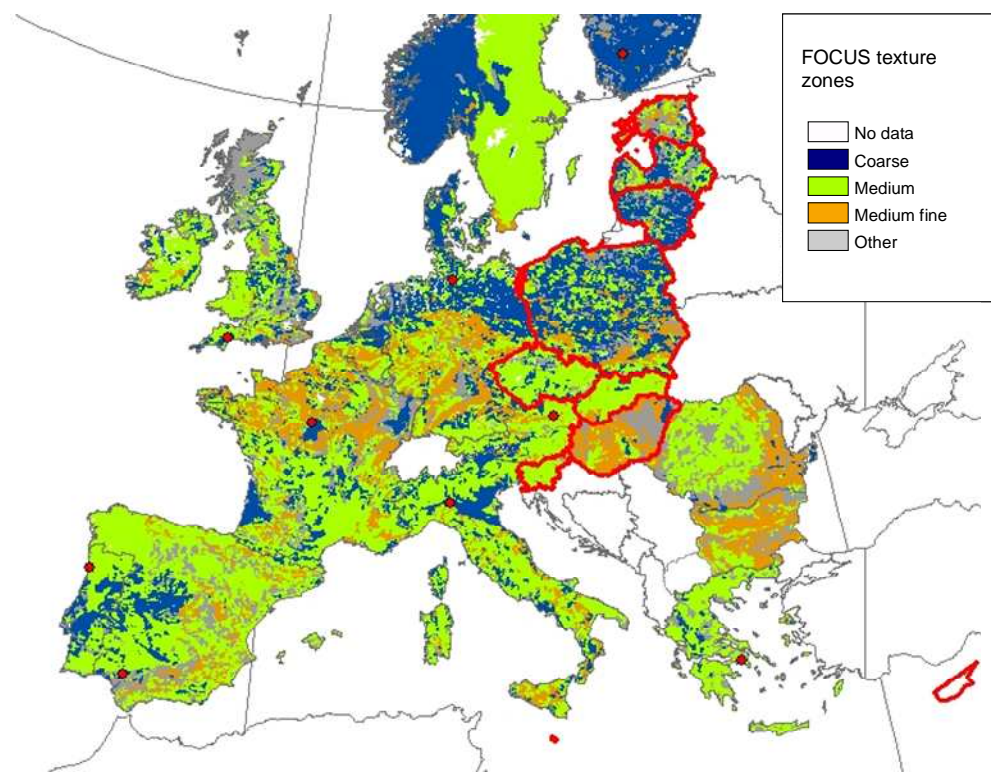 FOCUS texture
zones
No data
Coarse
Medium
Medium fine
Other